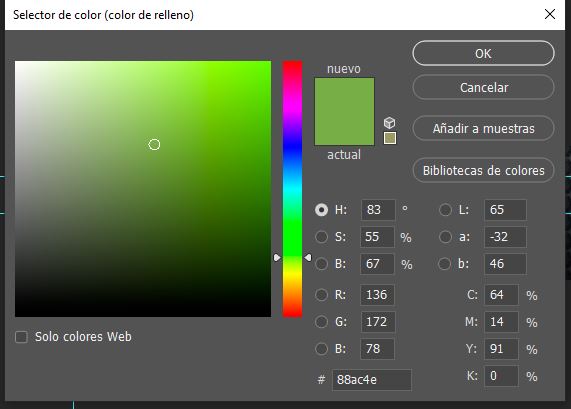 Selector de color (color de relleno)
nuevo
actual
OK
Cancelar
Añadir a muestras
Bibliotecas de colores
H: 83 °
S: 55 %
B: 67 %
R: 136
G: 172
B: 78
# 88ac4e
L: 65
a: -32
b: 46
C: 64 %
M: 14 %
Y: 91 %
K: 0 %
Solo colores Web